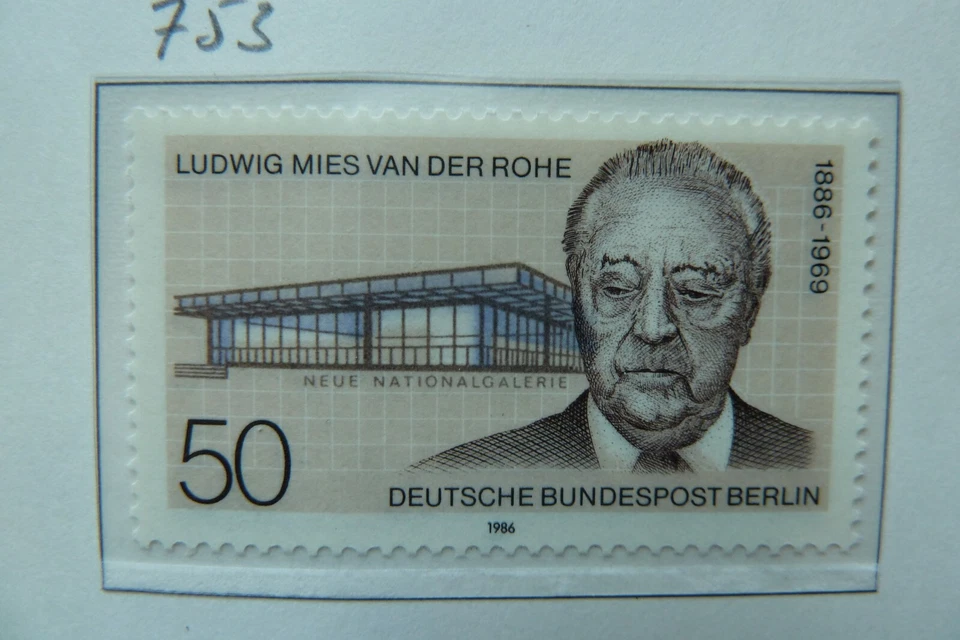 753
LUDWIG MIES VAN DER ROHE
1886-1969
NEUE NATIONALGALERIE
50
DEUTSCHE BUNDESPOST BERLIN
1986